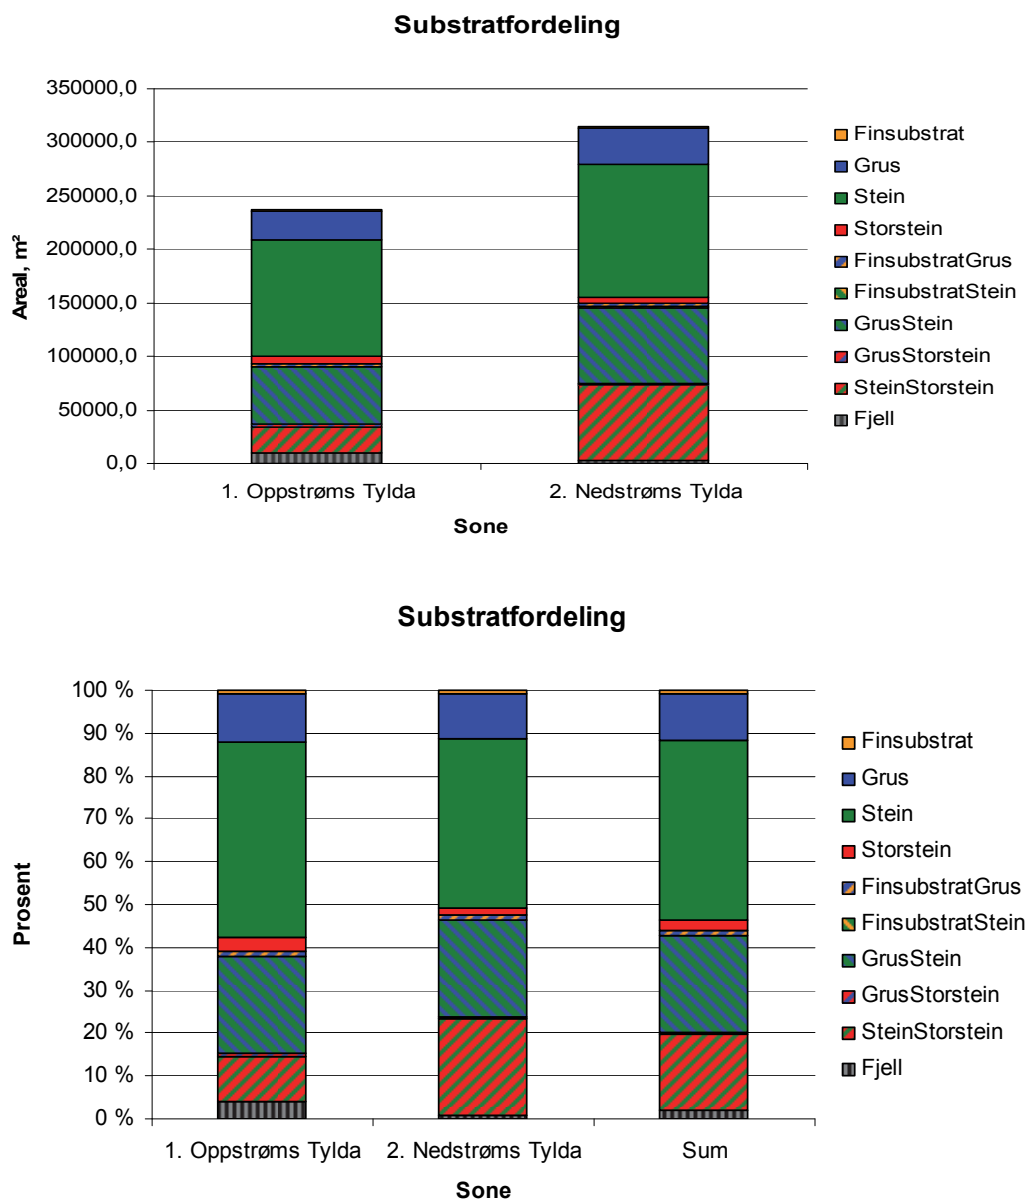 Substratfordeling
350000,0
300000,0
250000,0
200000,0
150000,0
100000,0
50000,0
0,0
Areal, m²
1. Oppstrøms Tylda
2. Nedstrøms Tylda
Sone
Finsubstrat
Grus
Stein
Storstein
FinsubstratGrus
FinsubstratStein
GrusStein
GrusStorstein
SteinStorstein
Fjell
Substratfordeling
100 %
90 %
80 %
70 %
60 %
50 %
40 %
30 %
20 %
10 %
0 %
Prosent
1. Oppstrøms Tylda
2. Nedstrøms Tylda
Sum
Sone
Finsubstrat
Grus
Stein
Storstein
FinsubstratGrus
FinsubstratStein
GrusStein
GrusStorstein
SteinStorstein
Fjell